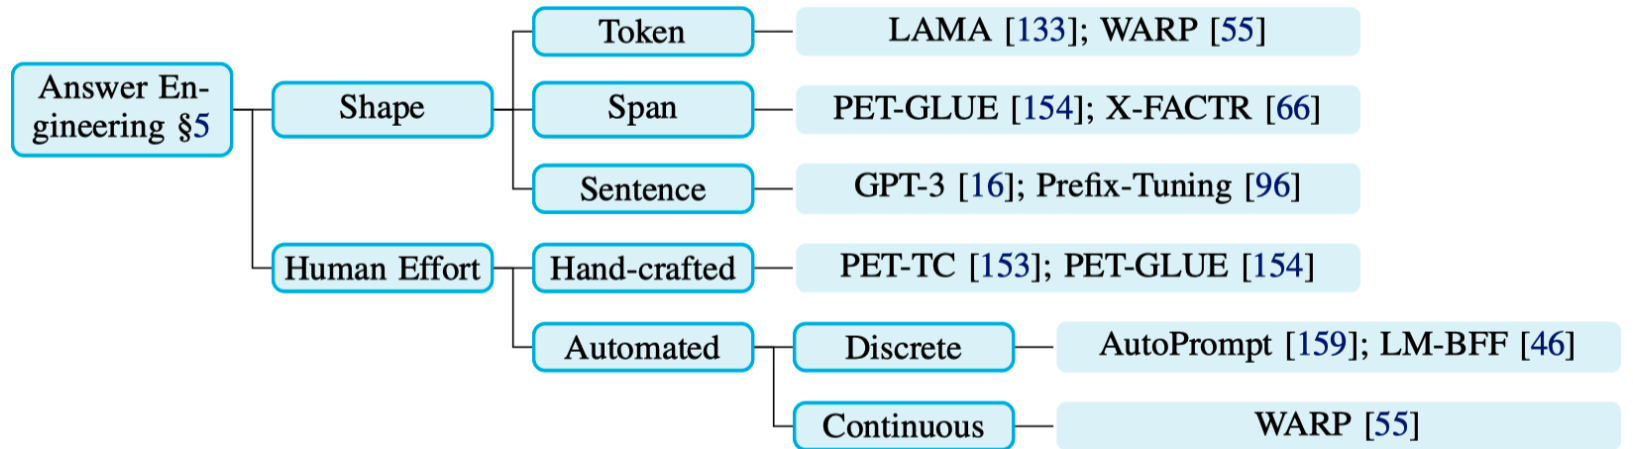 Answer En-
gineering §5
Shape
Token
LAMA [133]; WARP [55]
Span
PET-GLUE [154]; X-FACTR [66]
Sentence
GPT-3 [16]; Prefix-Tuning [96]
Human Effort
Hand-crafted
PET-TC [153]; PET-GLUE [154]
Automated
Discrete
AutoPrompt [159]; LM-BFF [46]
Continuous
WARP [55]